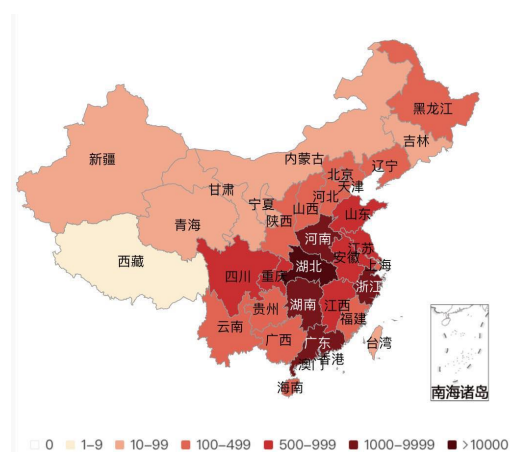 黑龙江
吉林
新疆
内蒙古
辽宁
甘肃
北京
天津
宁夏
河北
山西
陕西
山东
青海
河南
江苏
安徽
西藏
湖北
上海
四川
重庆
浙江
湖南
江西
贵州
福建
云南
广西
广东
台湾
香港
澳门
海南
南海诸岛
0 1-9 10-99 100-499 500-999 1000-9999 >10000